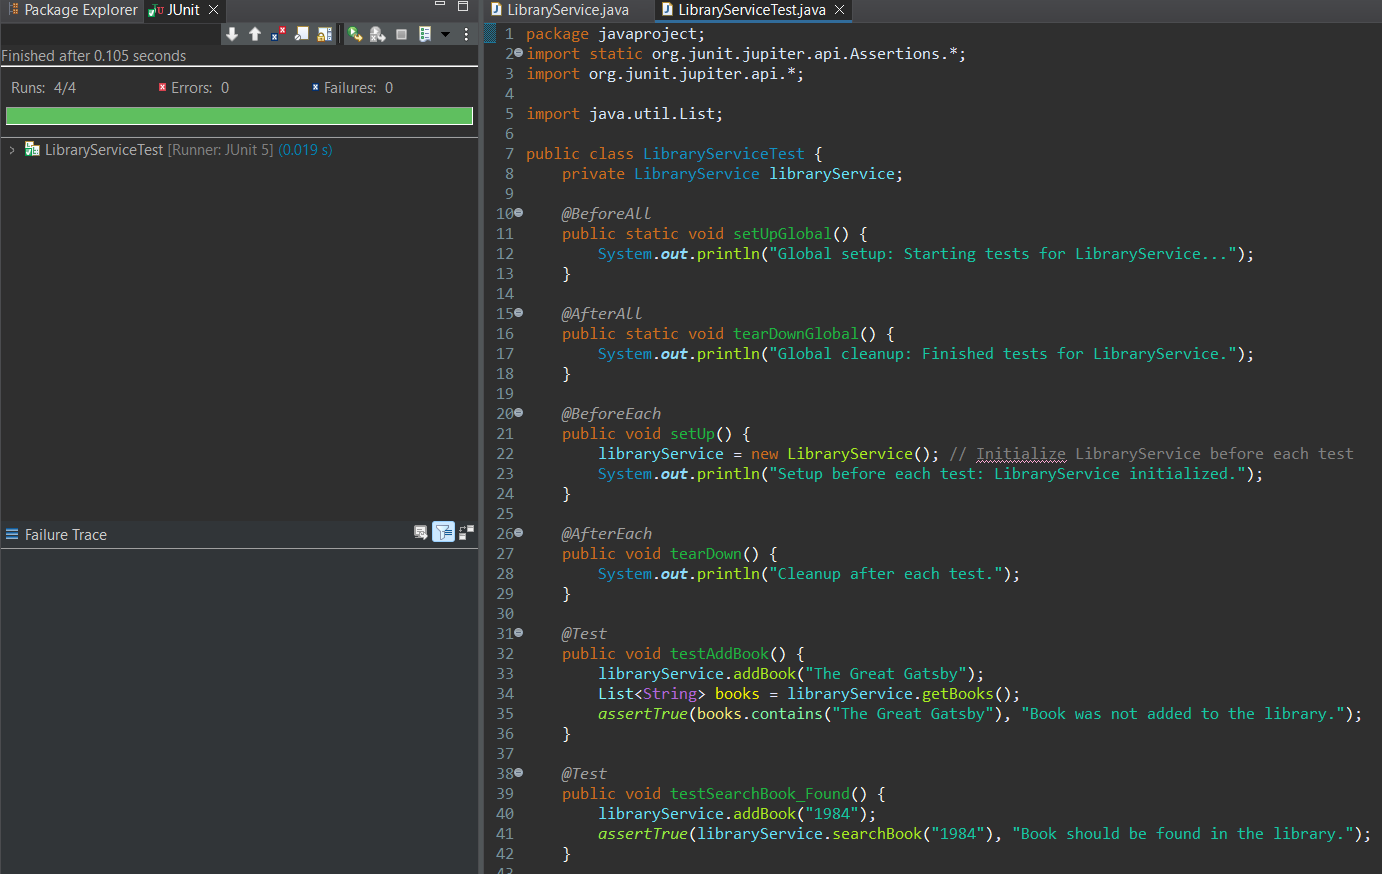 Package Explorer
JUnit
Finished after 0.105 seconds
Runs: 4/4
Errors: 0
Failures: 0
LibraryServiceTest [Runner: JUnit 5] (0.019 s)
Failure Trace
LibraryService.java
LibraryServiceTest.java
1 package javaproject;
2 import static org.junit.jupiter.api.Assertions.*;
3 import org.junit.jupiter.api.*;
4
5 import java.util.List;
6
7 public class LibraryServiceTest {
8     private LibraryService libraryService;
9
10     @BeforeAll
11     public static void setUpGlobal() {
12         System.out.println("Global setup: Starting tests for LibraryService...");
13     }
14
15     @AfterAll
16     public static void tearDownGlobal() {
17         System.out.println("Global cleanup: Finished tests for LibraryService.");
18     }
19
20     @BeforeEach
21     public void setUp() {
22         libraryService = new LibraryService(); // Initialize LibraryService before each test
23         System.out.println("Setup before each test: LibraryService initialized.");
24     }
25
26     @AfterEach
27     public void tearDown() {
28         System.out.println("Cleanup after each test.");
29     }
30
31     @Test
32     public void testAddBook() {
33         libraryService.addBook("The Great Gatsby");
34         List<String> books = libraryService.getBooks();
35         assertTrue(books.contains("The Great Gatsby"), "Book was not added to the library.");
36     }
37
38     @Test
39     public void testSearchBook_Found() {
40         libraryService.addBook("1984");
41         assertTrue(libraryService.searchBook("1984"), "Book should be found in the library.");
42     }
43